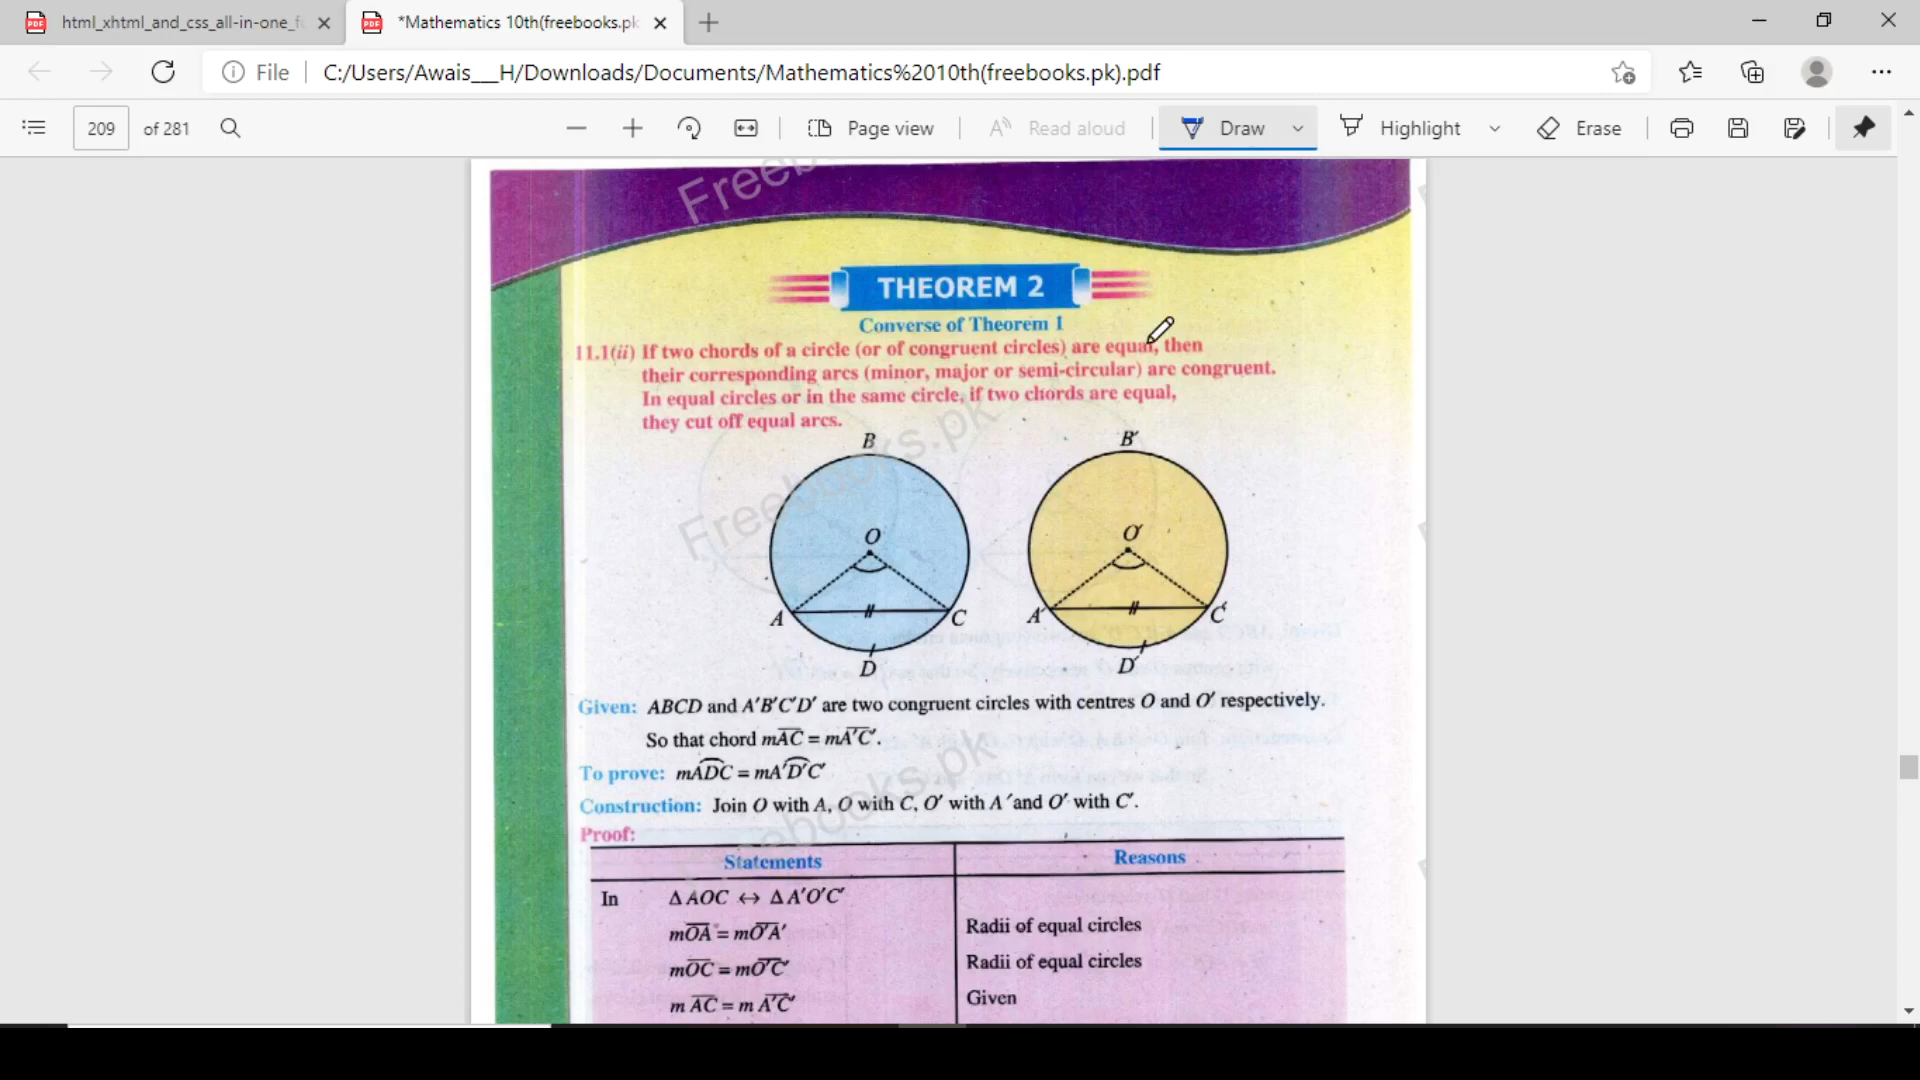 html_xhtml_and_css_all-in-one_f
*Mathematics 10th(freebooks.pk
File
C:/Users/Awais___H/Downloads/Documents/Mathematics%2010th(freebooks.pk).pdf
209 of 281
Page view
Read aloud
Draw
Highlight
Erase
Freebooks.pk
THEOREM 2
Converse of Theorem 1
11.1(ii) If two chords of a circle (or of congruent circles) are equal, then
their corresponding arcs (minor, major or semi-circular) are congruent.
In equal circles or in the same circle, if two chords are equal,
they cut off equal arcs.
B B′
O O′
A C A′ C′
D D′
Given: ABCD and A′B′C′D′ are two congruent circles with centres O and O′ respectively.
So that chord mAC = mA′C′.
To prove: mADC = mA′D′C′
Construction: Join O with A, O with C, O′ with A′ and O′ with C′.
Proof:
Statements Reasons
In Δ AOC ↔ Δ A′O′C′
mOA = mO′A′ Radii of equal circles
mOC = mO′C′ Radii of equal circles
m AC = m A′C′ Given